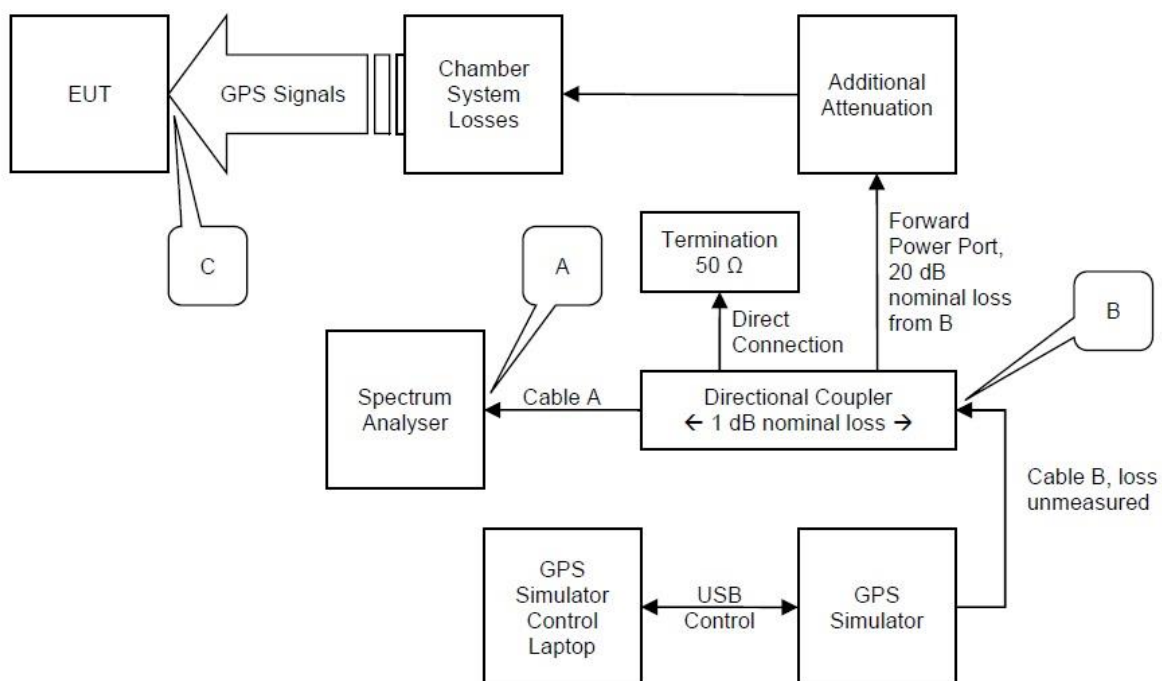 EUT
GPS Signals
Chamber
System
Losses
Additional
Attenuation
C
A
Termination
50 Ω
Forward
Power Port,
20 dB
nominal loss
from B
B
Direct
Connection
Spectrum
Analyser
Cable A
Directional Coupler
← 1 dB nominal loss →
Cable B, loss
unmeasured
GPS
Simulator
Control
Laptop
USB
Control
GPS
Simulator